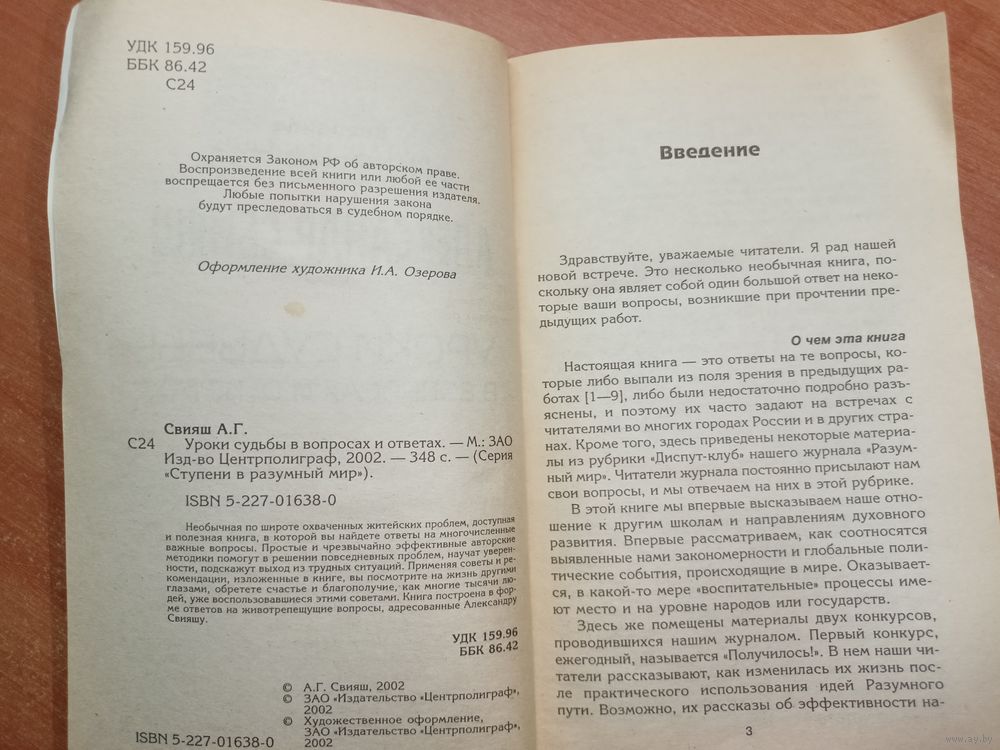 УДК 159.96
ББК 86.42
С24
Охраняется Законом РФ об авторском праве.
Воспроизведение всей книги или любой ее части
воспрещается без письменного разрешения издателя.
Любые попытки нарушения закона
будут преследоваться в судебном порядке.
Оформление художника И.А. Озерова
Свияш А.Г.
С24 Уроки судьбы в вопросах и ответах. — М.: ЗАО
Изд-во Центрполиграф, 2002. — 348 с. — (Серия
«Ступени в разумный мир»).
ISBN 5-227-01638-0
Необычная по широте охваченных житейских проблем, доступная
и полезная книга, в которой вы найдете ответы на многочисленные
важные вопросы. Простые и чрезвычайно эффективные авторские
методики помогут в решении повседневных проблем, научат уверен-
ности, подскажут выход из трудных ситуаций. Применяя советы и ре-
комендации, изложенные в книге, вы посмотрите на жизнь другими
глазами, обретете счастье и благополучие, как многие тысячи лю-
дей, уже воспользовавшиеся этими советами. Книга построена в фор-
ме ответов на животрепещущие вопросы, адресованные Александру
Свияшу.
УДК 159.96
ББК 86.42
© А.Г. Свияш, 2002
© ЗАО «Издательство «Центрполиграф»,
2002
© Художественное оформление,
ЗАО «Издательство «Центрполиграф»,
2002
ISBN 5-227-01638-0
Введение
Здравствуйте, уважаемые читатели. Я рад нашей
новой встрече. Это несколько необычная книга, по-
скольку она являет собой один большой ответ на неко-
торые ваши вопросы, возникшие при прочтении пре-
дыдущих работ.
О чем эта книга
Настоящая книга — это ответы на те вопросы, ко-
торые либо выпали из поля зрения в предыдущих ра-
ботах [1—9], либо были недостаточно подробно разъ-
яснены, и поэтому их часто задают на встречах с
читателями во многих городах России и в других стра-
нах. Кроме того, здесь приведены некоторые материа-
лы из рубрики «Диспут-клуб» нашего журнала «Разум-
ный мир». Читатели журнала постоянно присылают нам
свои вопросы, и мы отвечаем на них в этой рубрике.
В этой книге мы впервые высказываем наше отно-
шение к другим школам и направлениям духовного
развития. Впервые рассматриваем, как соотносятся
выявленные нами закономерности и глобальные поли-
тические события, происходящие в мире. Оказывает-
ся, в какой-то мере «воспитательные» процессы име-
ют место и на уровне народов или государств.
Здесь же помещены материалы двух конкурсов,
проводившихся нашим журналом. Первый конкурс,
ежегодный, называется «Получилось!». В нем наши чи-
татели рассказывают, как изменилась их жизнь пос-
ле практического использования идей Разумного
пути. Возможно, их рассказы об эффективности на-
3
www.ay.by